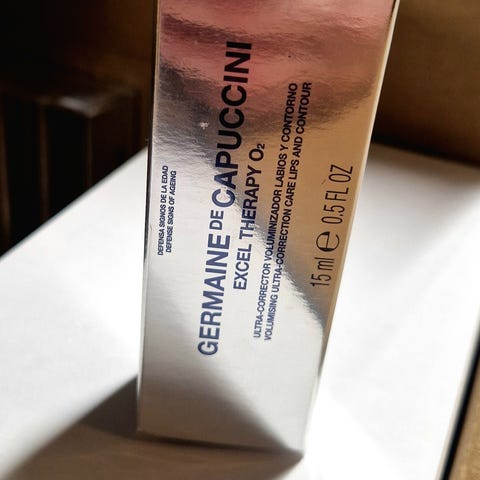 DEFENSA SIGNOS DE LA EDAD
DEFENSE SIGNS OF AGEING
GERMAINE DE CAPUCCINI
EXCEL THERAPY O₂
ULTRA-CORRECTOR VOLUMINIZADOR LABIOS Y CONTORNO
VOLUMISING ULTRA-CORRECTION CARE LIPS AND CONTOUR
15 ml ℮ 0.5 FL OZ